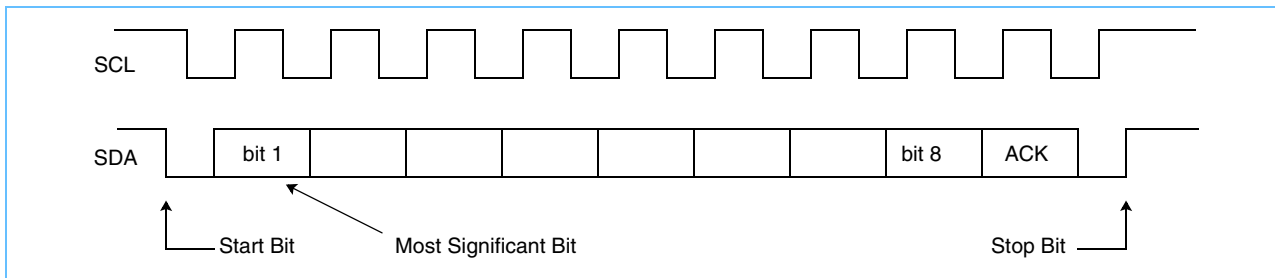 SCL
SDA bit 1 bit 8 ACK
Start Bit Most Significant Bit Stop Bit